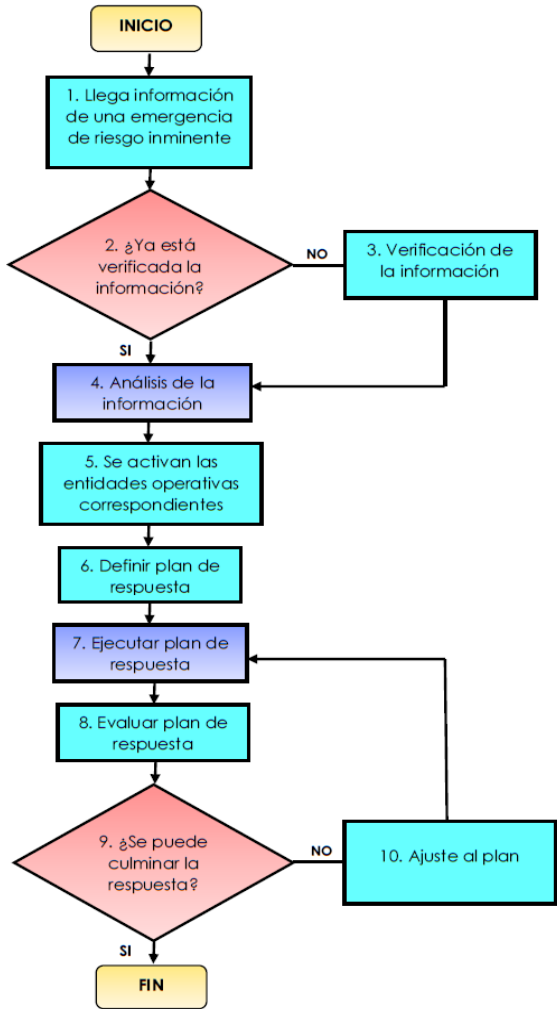 INICIO
1. Llega información
de una emergencia
de riesgo inminente
2. ¿Ya está
verificada la
información?
NO
3. Verificación de
la información
SI
4. Análisis de la
información
5. Se activan las
entidades operativas
correspondientes
6. Definir plan de
respuesta
7. Ejecutar plan de
respuesta
8. Evaluar plan de
respuesta
9. ¿Se puede
culminar la
respuesta?
NO
10. Ajuste al plan
SI
FIN